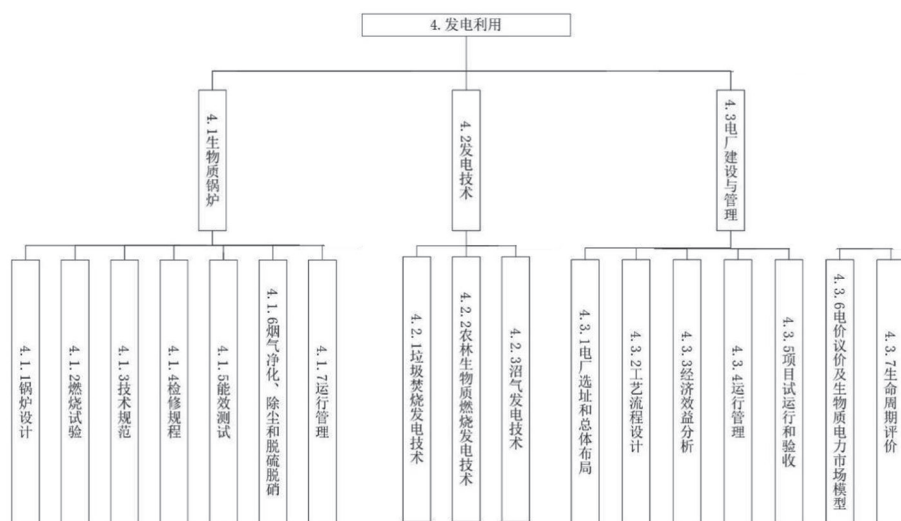 4.发电利用
4.1生物质锅炉
4.2发电技术
4.3电厂建设与管理
4.1.1锅炉设计
4.1.2燃烧试验
4.1.3技术规范
4.1.4检修规程
4.1.5能效测试
4.1.6烟气净化、除尘和脱硫脱硝
4.1.7运行管理
4.2.1垃圾焚烧发电技术
4.2.2农林生物质燃烧发电技术
4.2.3沼气发电技术
4.3.1电厂选址和总体布局
4.3.2工艺流程设计
4.3.3经济效益分析
4.3.4运行管理
4.3.5项目试运行和验收
4.3.6电价议价及生物质电力市场模型
4.3.7生命周期评价